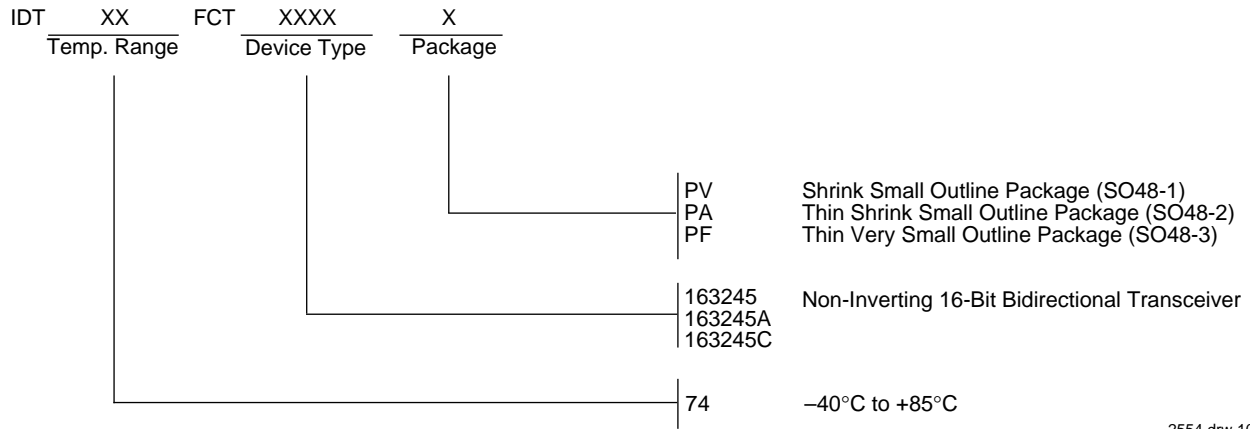 IDT XX FCT XXXX X
Temp. Range Device Type Package
PV Shrink Small Outline Package (SO48-1)
PA Thin Shrink Small Outline Package (SO48-2)
PF Thin Very Small Outline Package (SO48-3)
163245 Non-Inverting 16-Bit Bidirectional Transceiver
163245A
163245C
74 –40°C to +85°C